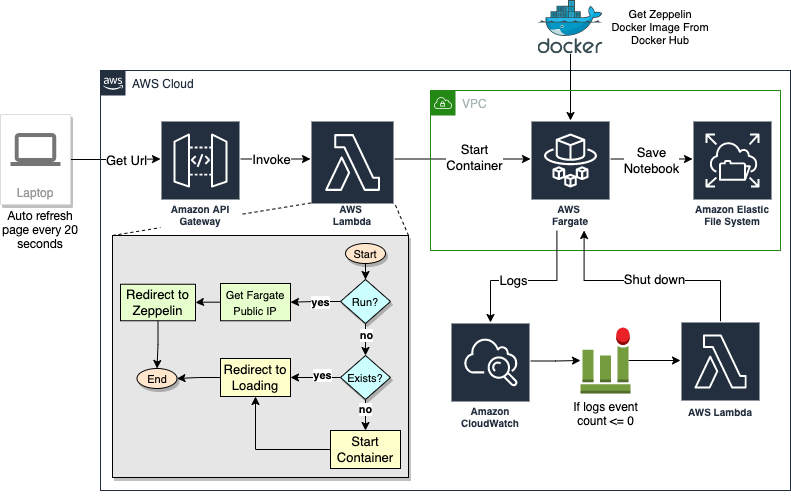 Get Zeppelin
Docker Image From
Docker Hub
docker
aws
AWS Cloud
VPC
Laptop
Auto refresh
page every 20
seconds
Get Url
Amazon API
Gateway
Invoke
AWS
Lambda
Start
Container
AWS
Fargate
Save
Notebook
Amazon Elastic
File System
Start
Run?
yes
Get Fargate
Public IP
Redirect to
Zeppelin
no
End
Exists?
yes
Redirect to
Loading
no
Start
Container
Logs
Shut down
Amazon
CloudWatch
If logs event
count <= 0
AWS Lambda